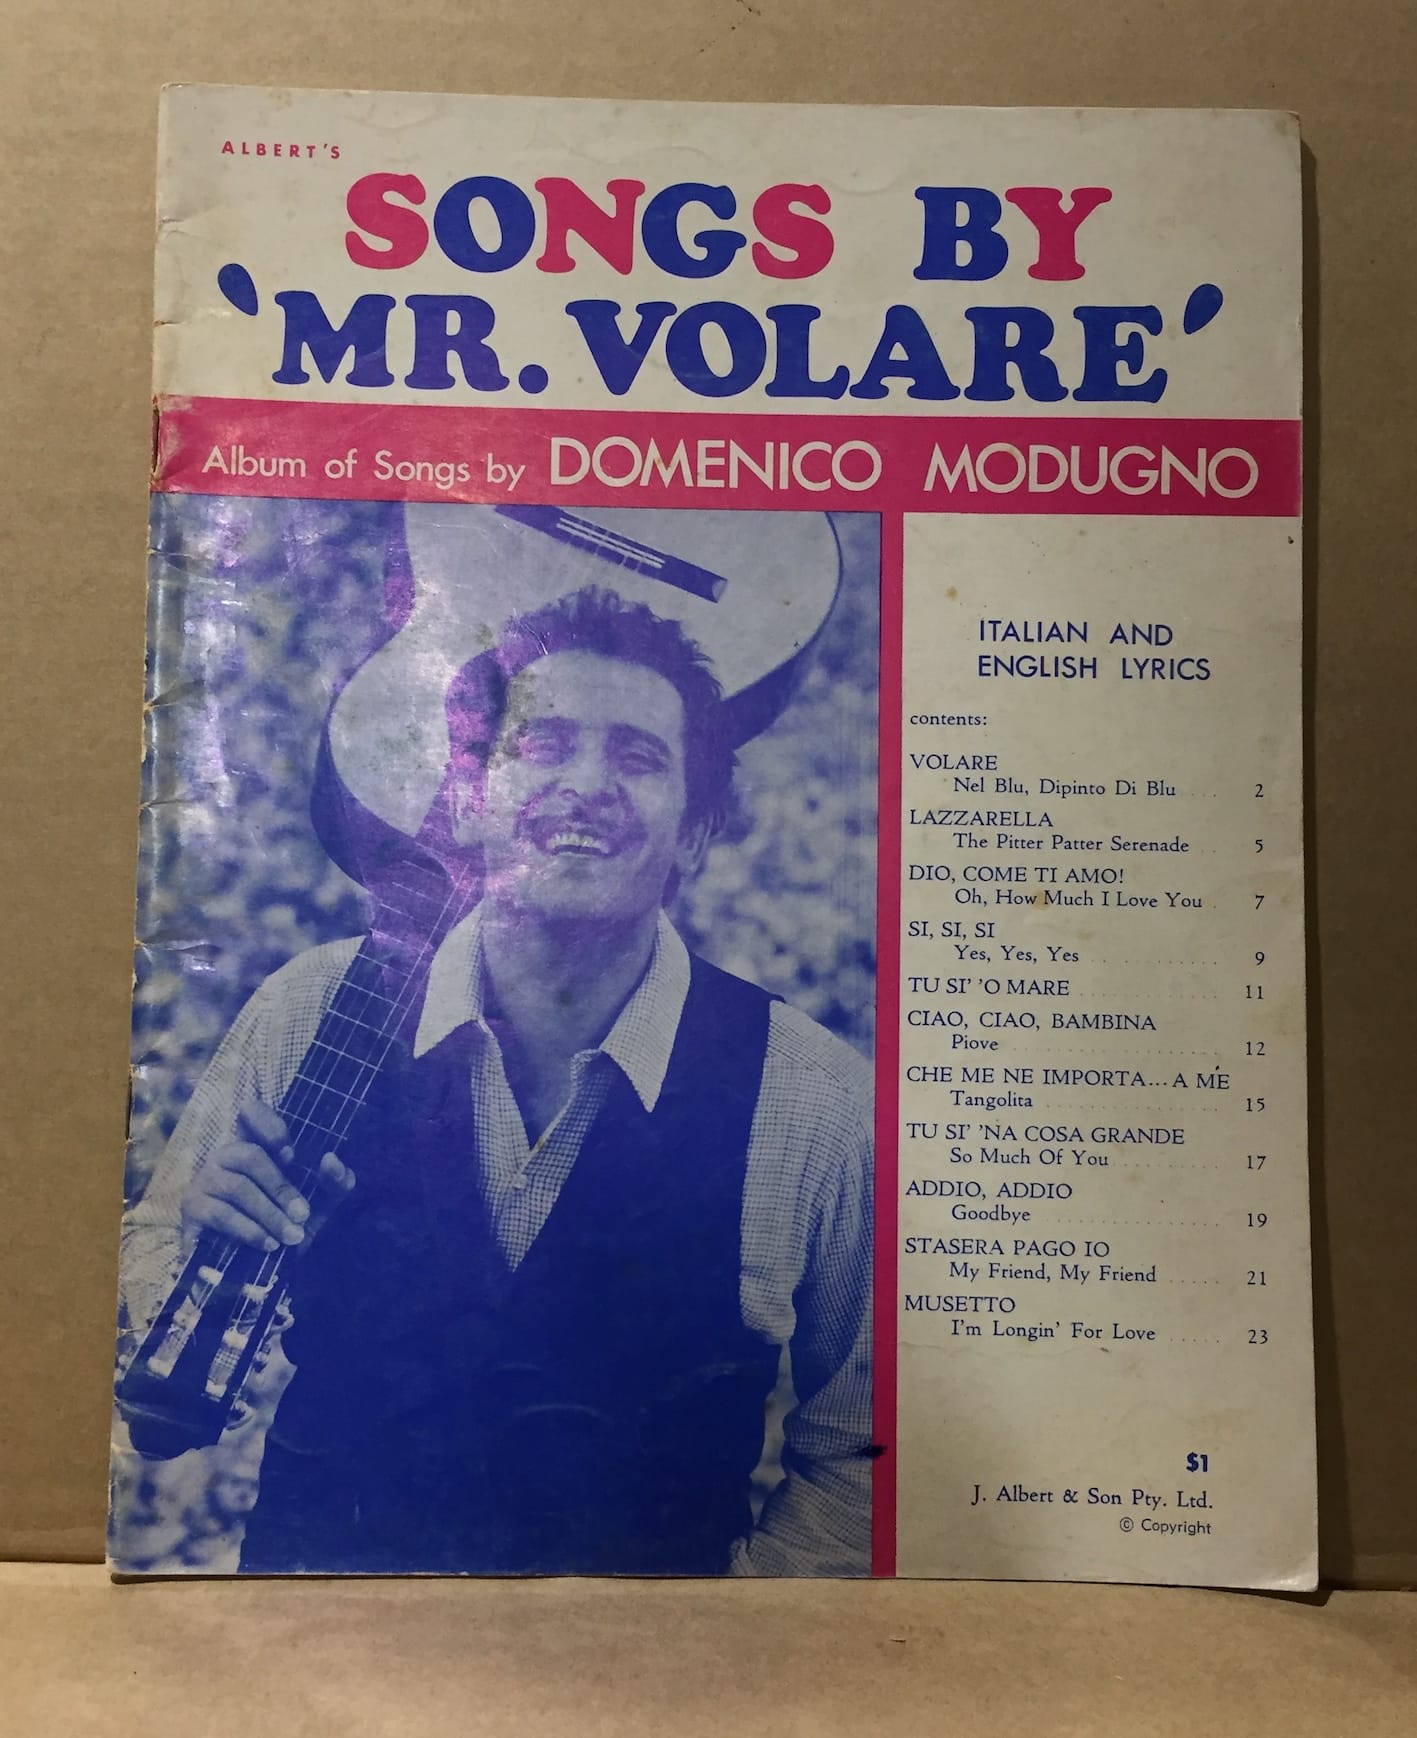 ALBERT'S
SONGS BY
'MR. VOLARE'
Album of Songs by DOMENICO MODUGNO
ITALIAN AND
ENGLISH LYRICS
contents:
VOLARE
Nel Blu, Dipinto Di Blu ... 2
LAZZARELLA
The Pitter Patter Serenade .. 5
DIO, COME TI AMO!
Oh, How Much I Love You . 7
SI, SI, SI
Yes, Yes, Yes .......... 9
TU SI' 'O MARE ............ 11
CIAO, CIAO, BAMBINA
Piove ................ 12
CHE ME NE IMPORTA...A MÉ
Tangolita .............. 15
TU SI' 'NA COSA GRANDE
So Much Of You ......... 17
ADDIO, ADDIO
Goodbye .............. 19
STASERA PAGO IO
My Friend, My Friend ..... 21
MUSETTO
I'm Longin' For Love ..... 23
$1
J. Albert & Son Pty. Ltd.
© Copyright